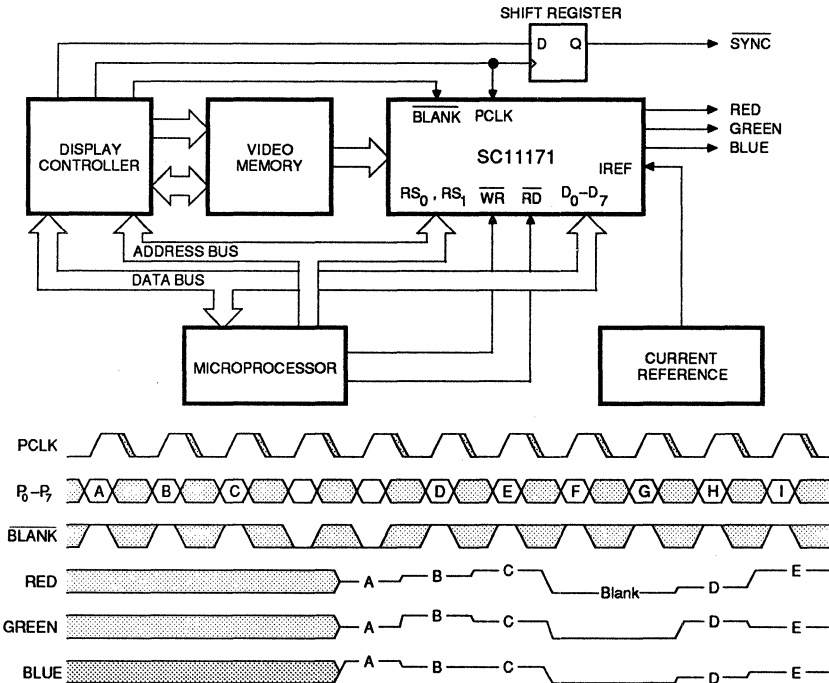 SHIFT REGISTER
D Q
SYNC
DISPLAY
CONTROLLER
VIDEO
MEMORY
BLANK PCLK
SC11171
IREF
RS0 , RS1 WR RD D0–D7
RED
GREEN
BLUE
ADDRESS BUS
DATA BUS
MICROPROCESSOR
CURRENT
REFERENCE
PCLK
P0–P7 A B C D E F G H I
BLANK
RED A B C Blank D E
GREEN A B C D E
BLUE A B C D E